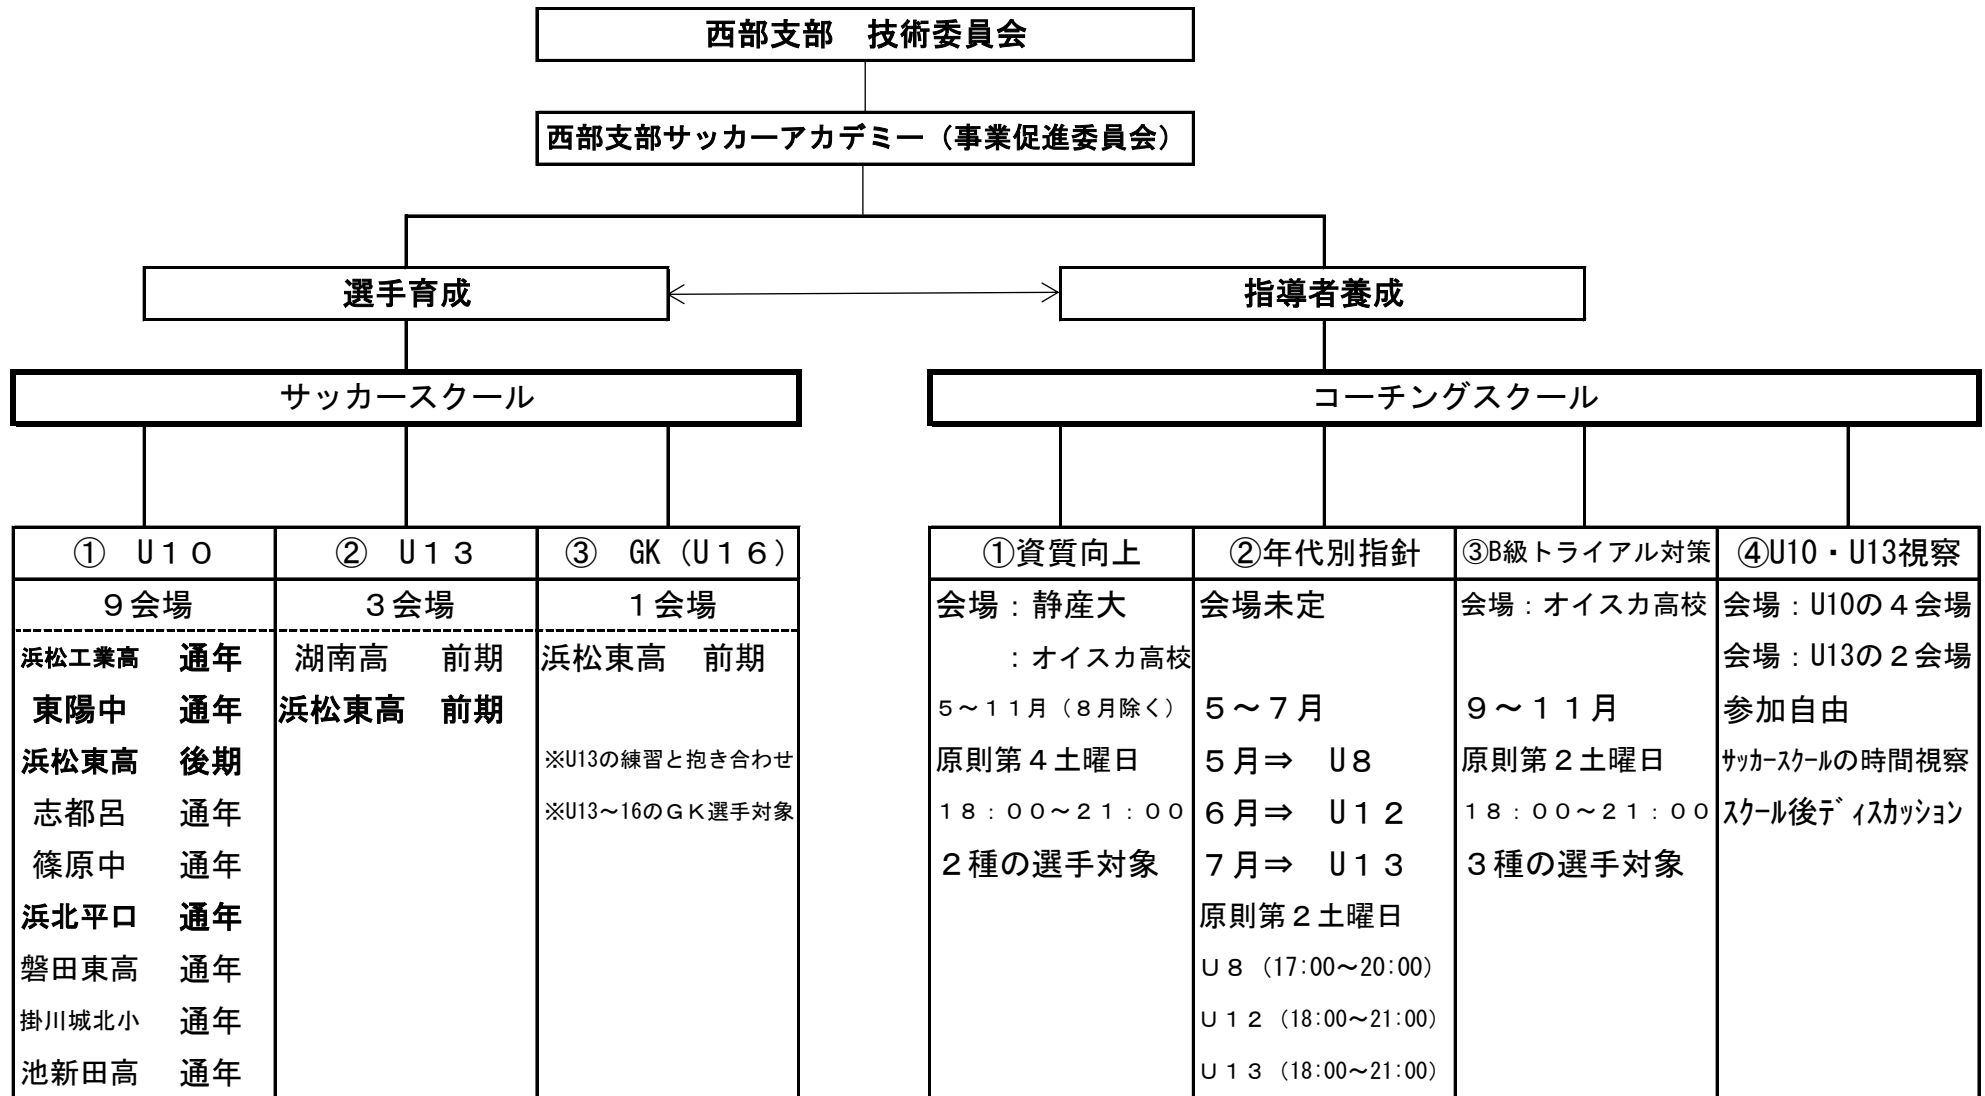 西部支部　技術委員会
西部支部サッカーアカデミー（事業促進委員会）
選手育成
指導者養成
サッカースクール
コーチングスクール
①　U１０
９会場
浜松工業高　通年
東陽中　通年
浜松東高　後期
志都呂　通年
篠原中　通年
浜北平口　通年
磐田東高　通年
掛川城北小　通年
池新田高　通年
②　U１３
３会場
湖南高　前期
浜松東高　前期
③　GK（U１６）
１会場
浜松東高　前期
※U13の練習と抱き合わせ
※U13～16のＧＫ選手対象
①資質向上
会場：静産大
：オイスカ高校
５～１１月（８月除く）
原則第４土曜日
１８：００～２１：００
２種の選手対象
②年代別指針
会場未定
５～７月
５月⇒　U８
６月⇒　U１２
７月⇒　U１３
原則第２土曜日
Ｕ８（17:00～20:00）
Ｕ１２（18:00～21:00）
Ｕ１３（18:00～21:00）
③B級トライアル対策
会場：オイスカ高校
９～１１月
原則第２土曜日
１８：００～２１：００
３種の選手対象
④U10・U13視察
会場：U10の４会場
会場：U13の２会場
参加自由
ｻｯｶｰｽｸｰﾙの時間視察
ｽｸｰﾙ後ﾃﾞｨｽｶｯｼｮﾝ